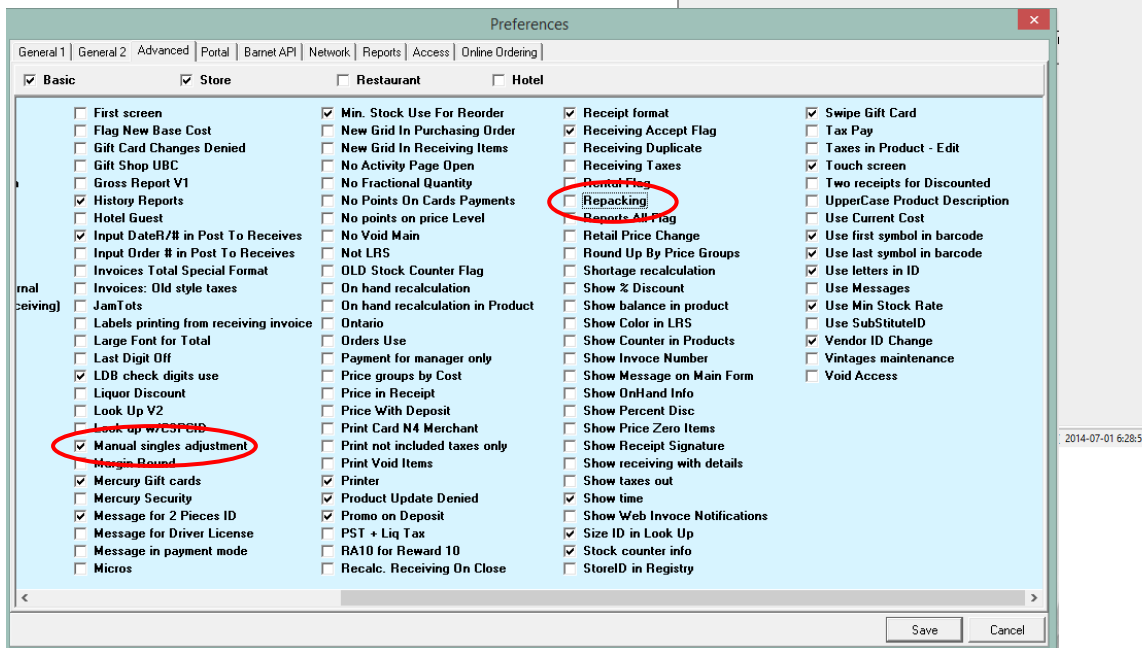 Preferences
General 1 General 2 Advanced Portal Barnet API Network Reports Access Online Ordering
Basic Store Restaurant Hotel
rnal
ceiving)
First screen
Flag New Base Cost
Gift Card Changes Denied
Gift Shop UBC
Gross Report V1
History Reports
Hotel Guest
Input DateR/# in Post To Receives
Input Order # in Post To Receives
Invoices Total Special Format
Invoices: Old style taxes
JamTots
Labels printing from receiving invoice
Large Font for Total
Last Digit Off
LDB check digits use
Liquor Discount
Look Up V2
Look up w/CSPCID
Manual singles adjustment
Margin Round
Mercury Gift cards
Mercury Security
Message for 2 Pieces ID
Message for Driver License
Message in payment mode
Micros
Min. Stock Use For Reorder
New Grid In Purchasing Order
New Grid In Receiving Items
No Activity Page Open
No Fractional Quantity
No Points On Cards Payments
No points on price Level
No Void Main
Not LRS
OLD Stock Counter Flag
On hand recalculation
On hand recalculation in Product
Ontario
Orders Use
Payment for manager only
Price groups by Cost
Price in Receipt
Price With Deposit
Print Card N4 Merchant
Print not included taxes only
Print Void Items
Printer
Product Update Denied
Promo on Deposit
PST + Liq Tax
RA10 for Reward 10
Recalc. Receiving On Close
Receipt format
Receiving Accept Flag
Receiving Duplicate
Receiving Taxes
Rental Flag
Repacking
Reports All Flag
Retail Price Change
Round Up By Price Groups
Shortage recalculation
Show % Discount
Show balance in product
Show Color in LRS
Show Counter in Products
Show Invoce Number
Show Message on Main Form
Show OnHand Info
Show Percent Disc
Show Price Zero Items
Show Receipt Signature
Show receiving with details
Show taxes out
Show time
Show Web Invoce Notifications
Size ID in Look Up
Stock counter info
StoreID in Registry
Swipe Gift Card
Tax Pay
Taxes in Product - Edit
Touch screen
Two receipts for Discounted
UpperCase Product Description
Use Current Cost
Use first symbol in barcode
Use last symbol in barcode
Use letters in ID
Use Messages
Use Min Stock Rate
Use SubStituteID
Vendor ID Change
Vintages maintenance
Void Access
2014-07-01 6:28:5
Save Cancel